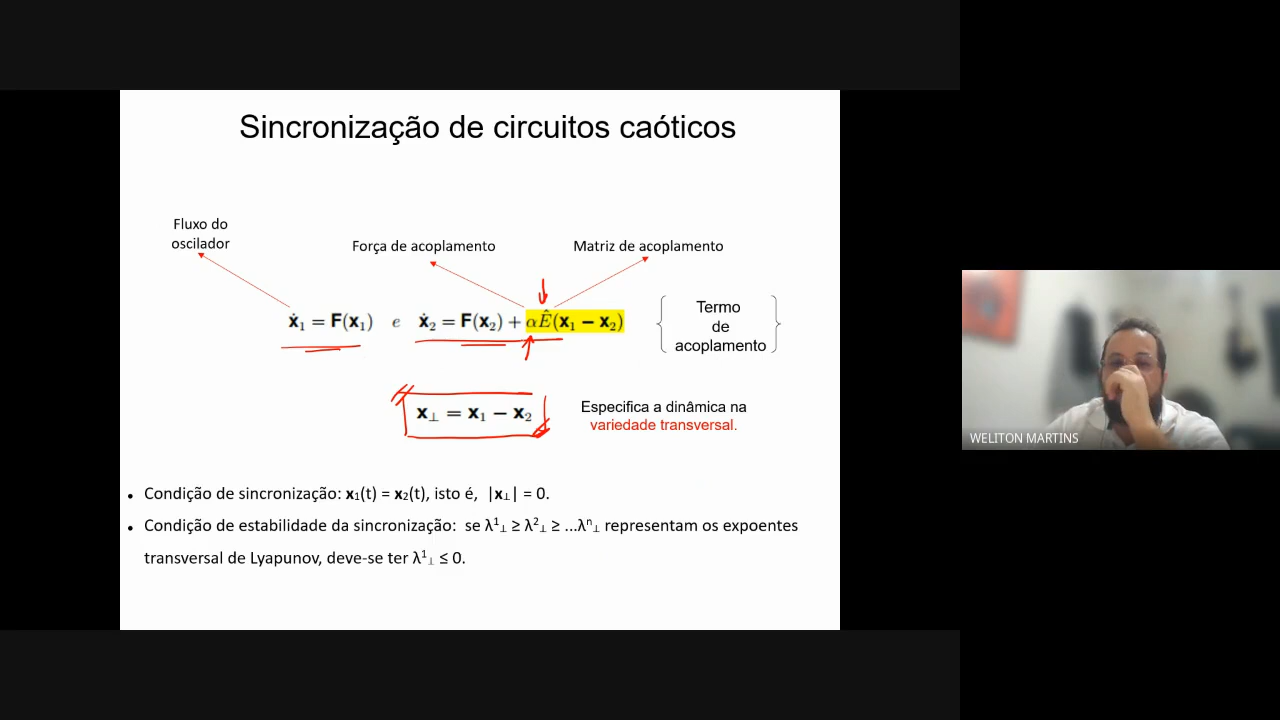 Sincronização de circuitos caóticos
Fluxo do
oscilador
Força de acoplamento
Matriz de acoplamento
ẋ₁ = F(x₁) e ẋ₂ = F(x₂) + αÊ(x₁ − x₂)
Termo
de
acoplamento
x⊥ = x₁ − x₂
Especifica a dinâmica na
variedade transversal.
• Condição de sincronização: x₁(t) = x₂(t), isto é, |x⊥| = 0.
• Condição de estabilidade da sincronização: se λ¹⊥ ≥ λ²⊥ ≥ ...λⁿ⊥ representam os expoentes
transversal de Lyapunov, deve-se ter λ¹⊥ ≤ 0.
WELITON MARTINS